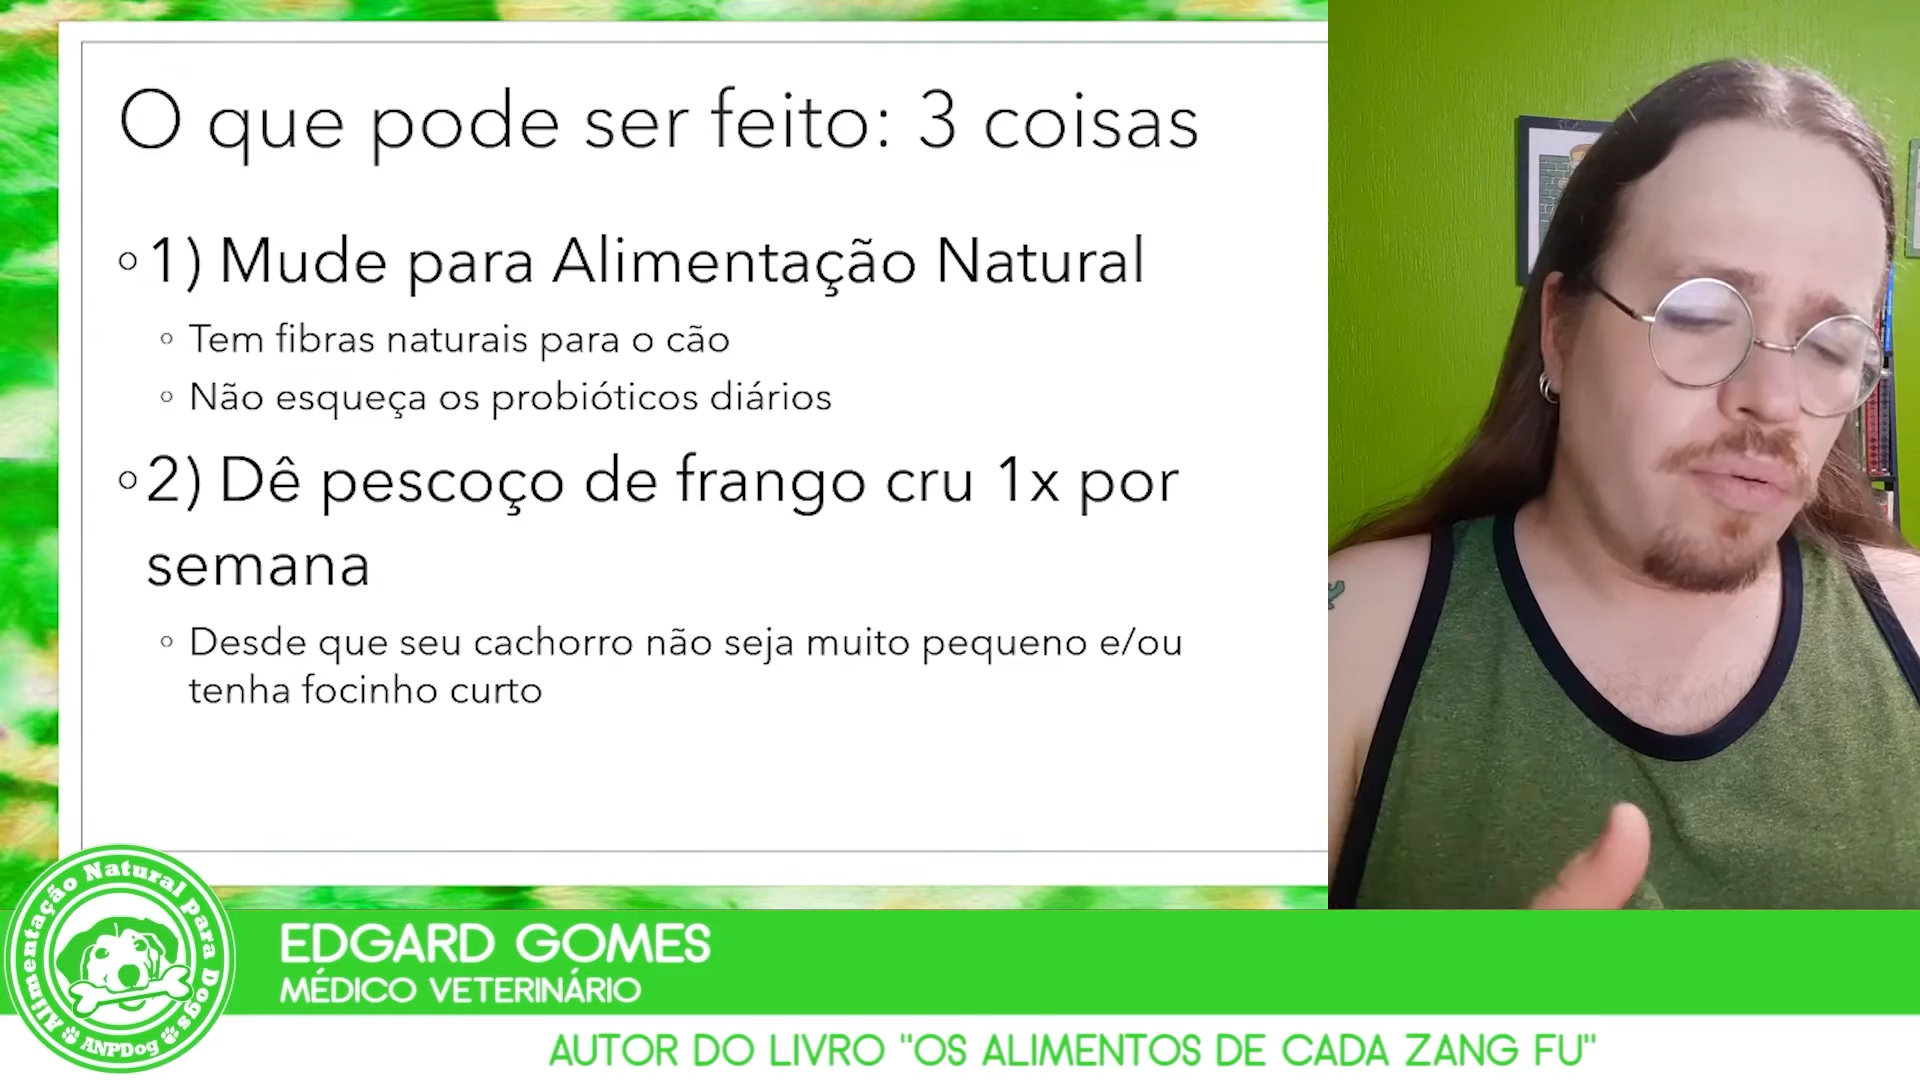 O que pode ser feito: 3 coisas
1) Mude para Alimentação Natural
Tem fibras naturais para o cão
Não esqueça os probióticos diários
2) Dê pescoço de frango cru 1x por
semana
Desde que seu cachorro não seja muito pequeno e/ou
tenha focinho curto
Alimentação Natural Para Dogs
ANPDog
EDGARD GOMES
MÉDICO VETERINÁRIO
AUTOR DO LIVRO "OS ALIMENTOS DE CADA ZANG FU"